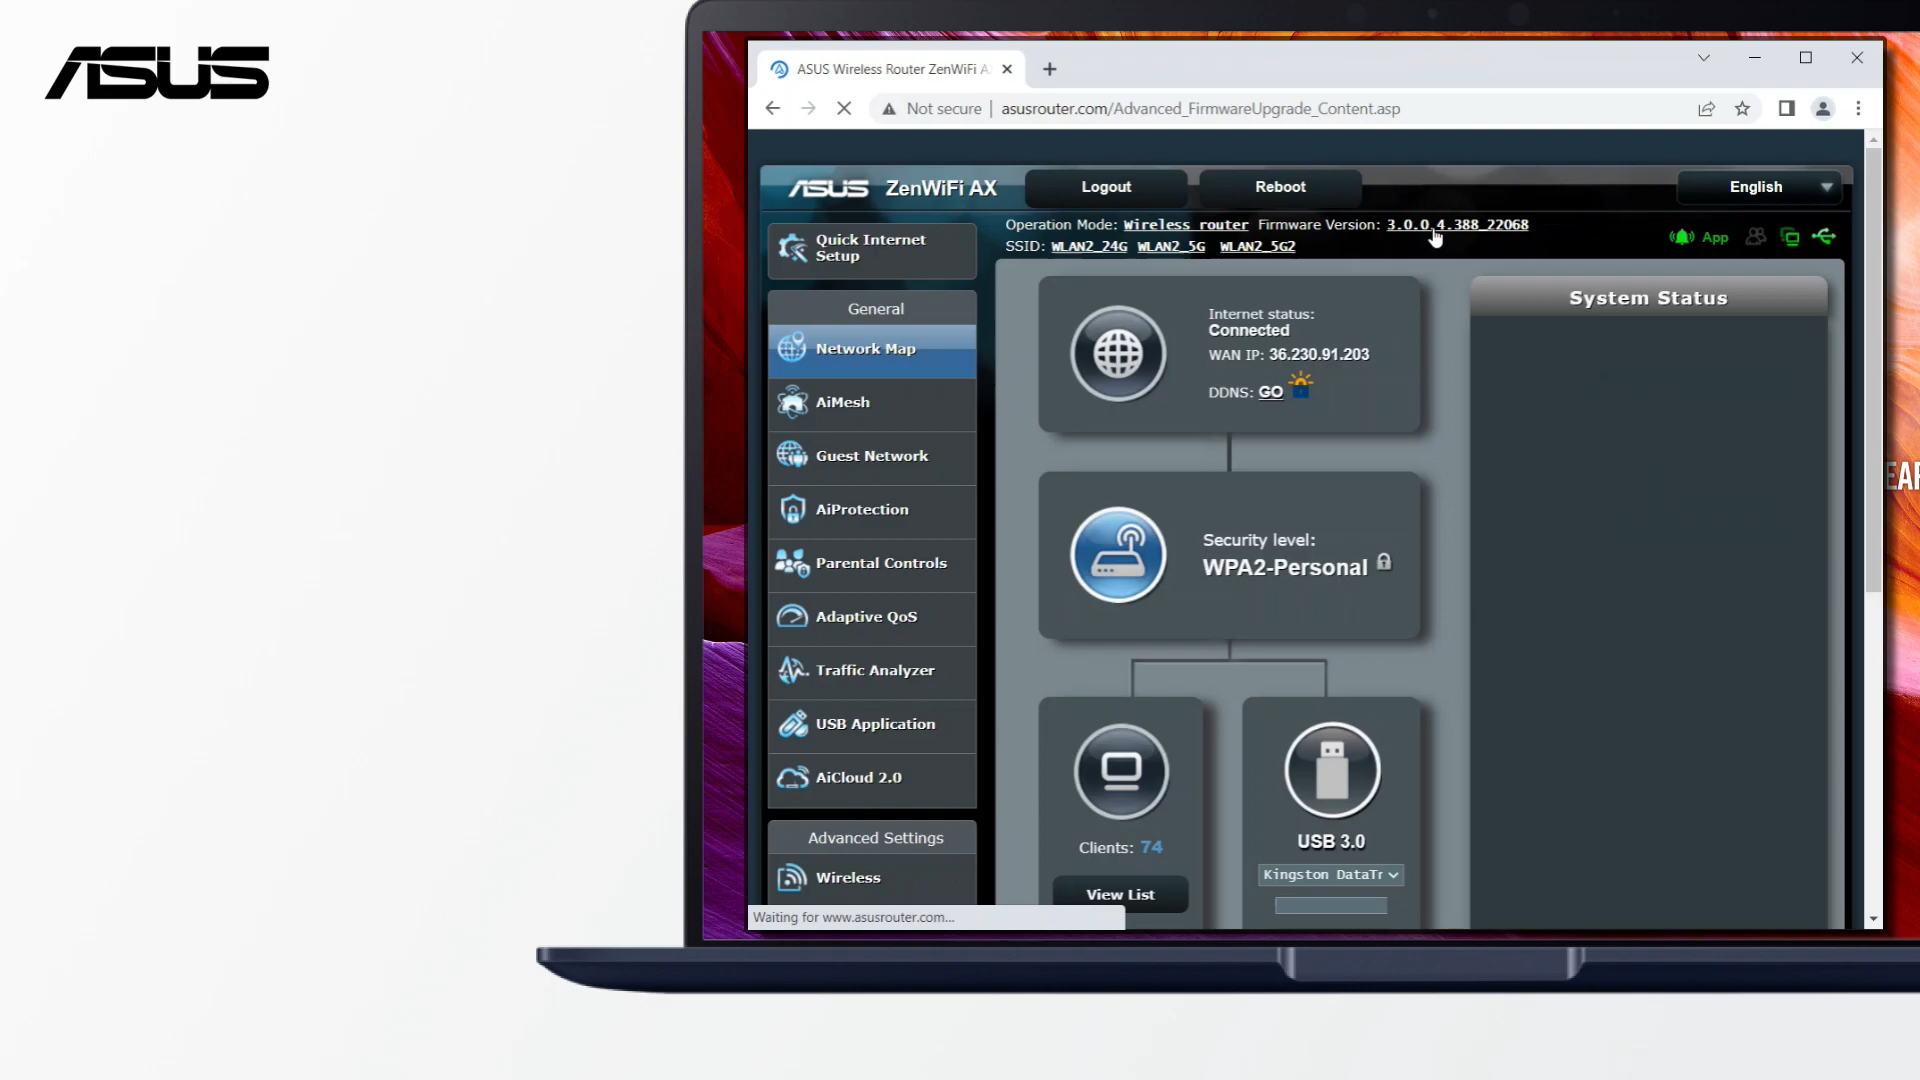 ASUS
ASUS Wireless Router ZenWiFi A
Not secure | asusrouter.com/Advanced_FirmwareUpgrade_Content.asp
ASUS ZenWiFi AX Logout Reboot English
Operation Mode: Wireless router Firmware Version: 3.0.0.4.388_22068
SSID: WLAN2_24G WLAN2_5G WLAN2_5G2
App
Quick Internet
Setup
General
Network Map
AiMesh
Guest Network
AiProtection
Parental Controls
Adaptive QoS
Traffic Analyzer
USB Application
AiCloud 2.0
Advanced Settings
Wireless
Internet status:
Connected
WAN IP: 36.230.91.203
DDNS: GO
Security level:
WPA2-Personal
Clients: 74
View List
USB 3.0
Kingston DataTr
System Status
Waiting for www.asusrouter.com...